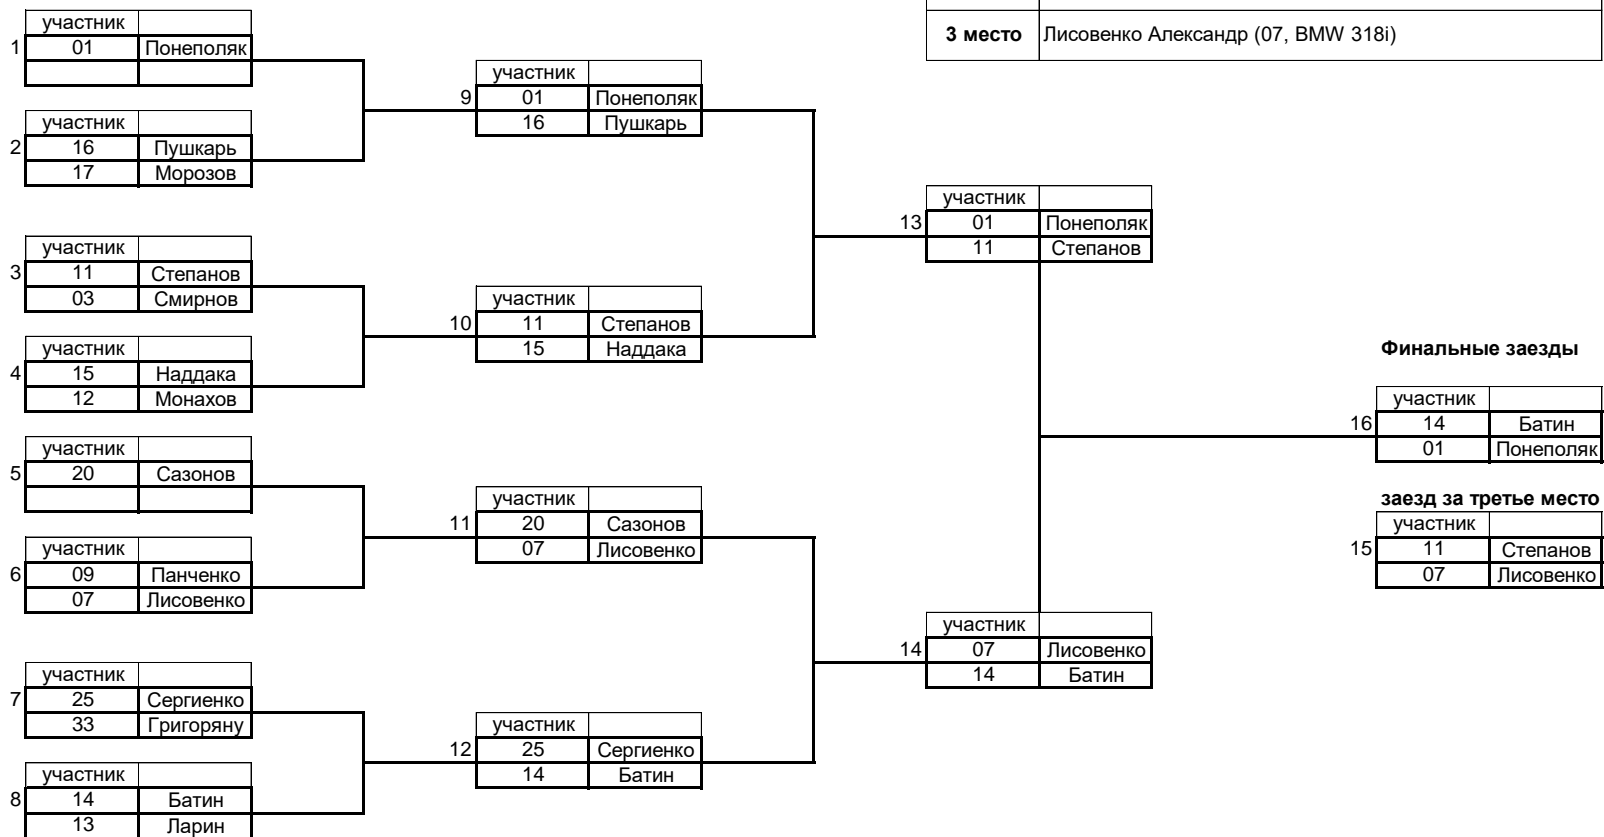 3 место Лисовенко Александр (07, BMW 318i)
участник
1 01 Понеполяк
участник
2 16 Пушкарь
17 Морозов
участник
3 11 Степанов
03 Смирнов
участник
4 15 Наддака
12 Монахов
участник
5 20 Сазонов
участник
6 09 Панченко
07 Лисовенко
участник
7 25 Сергиенко
33 Григоряну
участник
8 14 Батин
13 Ларин
участник
9 01 Понеполяк
16 Пушкарь
участник
10 11 Степанов
15 Наддака
участник
11 20 Сазонов
07 Лисовенко
участник
12 25 Сергиенко
14 Батин
участник
13 01 Понеполяк
11 Степанов
участник
14 07 Лисовенко
14 Батин
Финальные заезды
участник
16 14 Батин
01 Понеполяк
заезд за третье место
участник
15 11 Степанов
07 Лисовенко